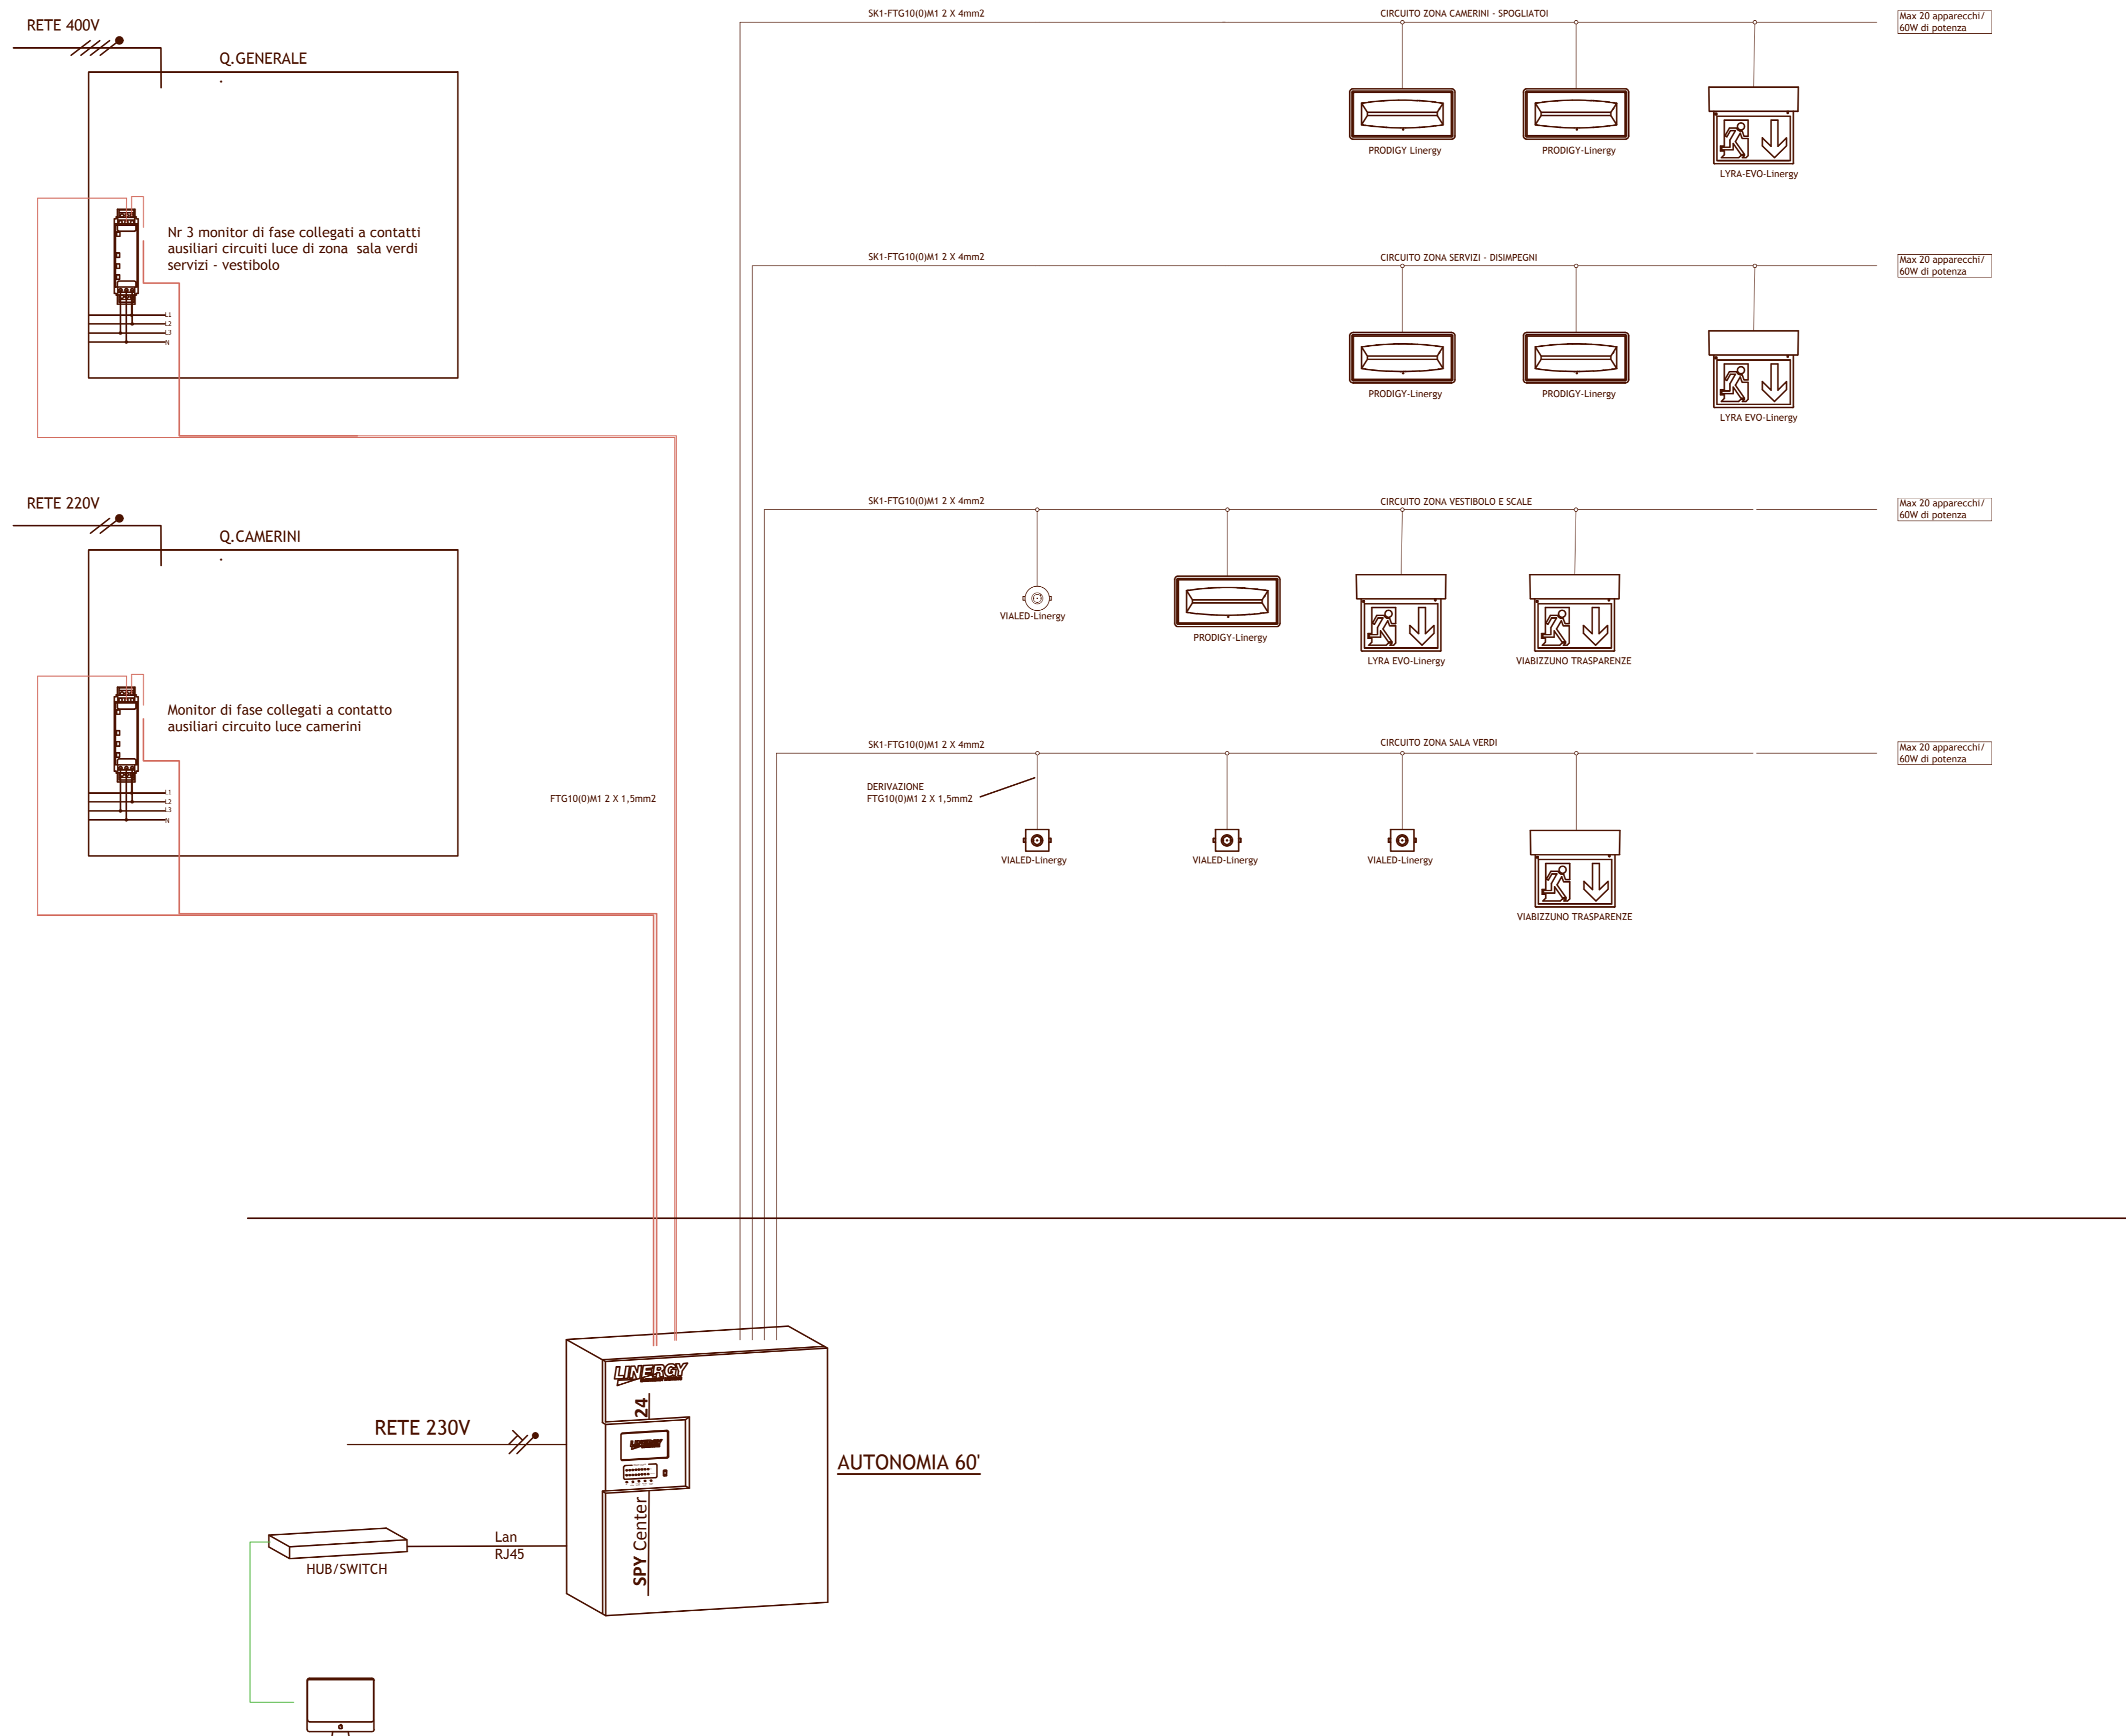 RETE 400V
Q.GENERALE
Nr 3 monitor di fase collegati a contatti
ausiliari circuiti luce di zona  sala verdi
servizi - vestibolo
L1
L2
L3
N
RETE 220V
Q.CAMERINI
Monitor di fase collegati a contatto
ausiliari circuito luce camerini
L1
L2
L3
N
FTG10(0)M1 2 X 1,5mm2
SK1-FTG10(0)M1 2 X 4mm2
CIRCUITO ZONA CAMERINI - SPOGLIATOI
Max 20 apparecchi/
60W di potenza
PRODIGY Linergy
PRODIGY-Linergy
LYRA-EVO-Linergy
SK1-FTG10(0)M1 2 X 4mm2
CIRCUITO ZONA SERVIZI - DISIMPEGNI
Max 20 apparecchi/
60W di potenza
PRODIGY-Linergy
PRODIGY-Linergy
LYRA EVO-Linergy
SK1-FTG10(0)M1 2 X 4mm2
CIRCUITO ZONA VESTIBOLO E SCALE
Max 20 apparecchi/
60W di potenza
VIALED-Linergy
PRODIGY-Linergy
LYRA EVO-Linergy
VIABIZZUNO TRASPARENZE
SK1-FTG10(0)M1 2 X 4mm2
CIRCUITO ZONA SALA VERDI
Max 20 apparecchi/
60W di potenza
DERIVAZIONE
FTG10(0)M1 2 X 1,5mm2
VIALED-Linergy
VIALED-Linergy
VIALED-Linergy
VIABIZZUNO TRASPARENZE
LINERGY
24
LINERGY
SPY Center
RETE 230V
AUTONOMIA 60'
Lan
RJ45
HUB/SWITCH